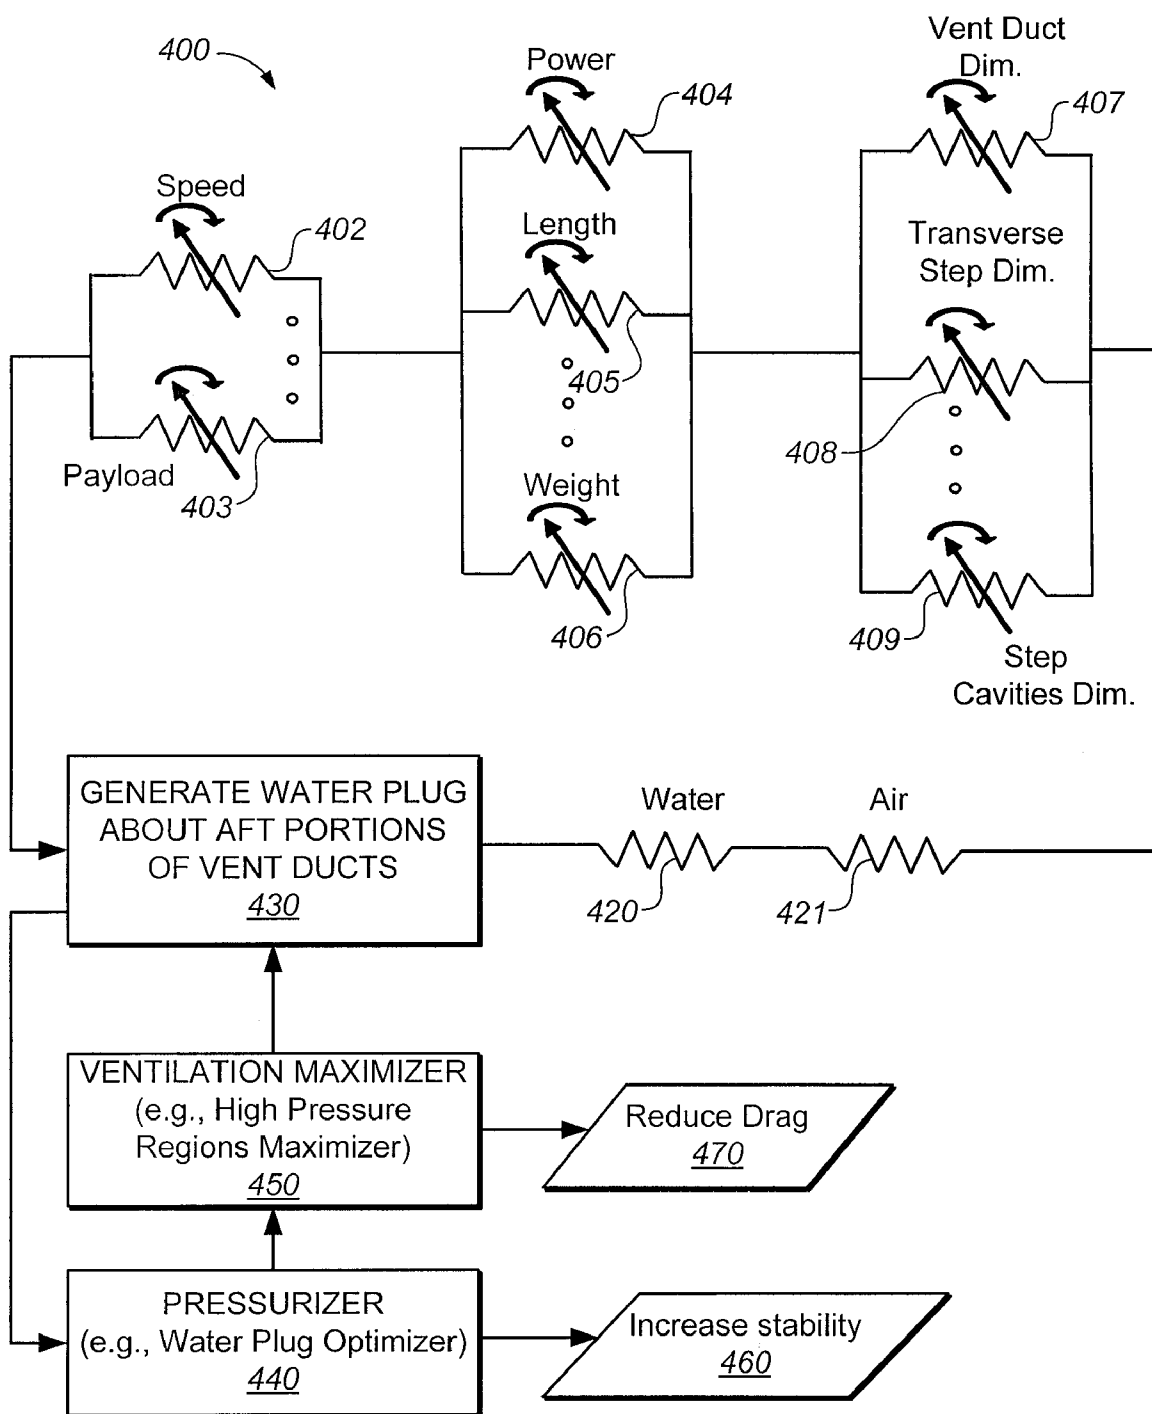 400
Speed
402
Payload
403
Power
404
Length
405
Weight
406
Vent Duct
Dim.
407
Transverse
Step Dim.
408
409
Step
Cavities Dim.
GENERATE WATER PLUG
ABOUT AFT PORTIONS
OF VENT DUCTS
430
Water
420
Air
421
VENTILATION MAXIMIZER
(e.g., High Pressure
Regions Maximizer)
450
Reduce Drag
470
PRESSURIZER
(e.g., Water Plug Optimizer)
440
Increase stability
460